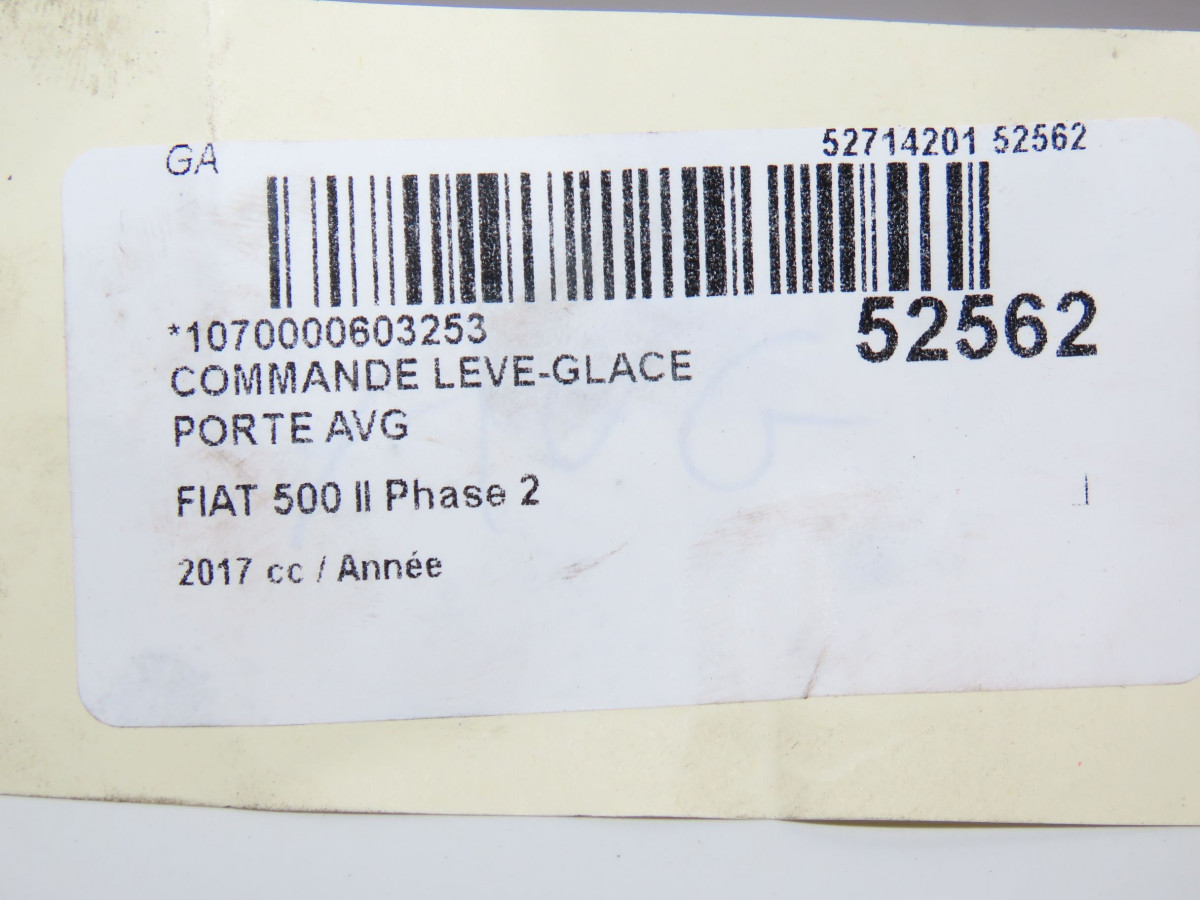 GA
52714201 52562
*1070000603253
52562
COMMANDE LEVE-GLACE
PORTE AVG
FIAT 500 II Phase 2
2017 cc / Année